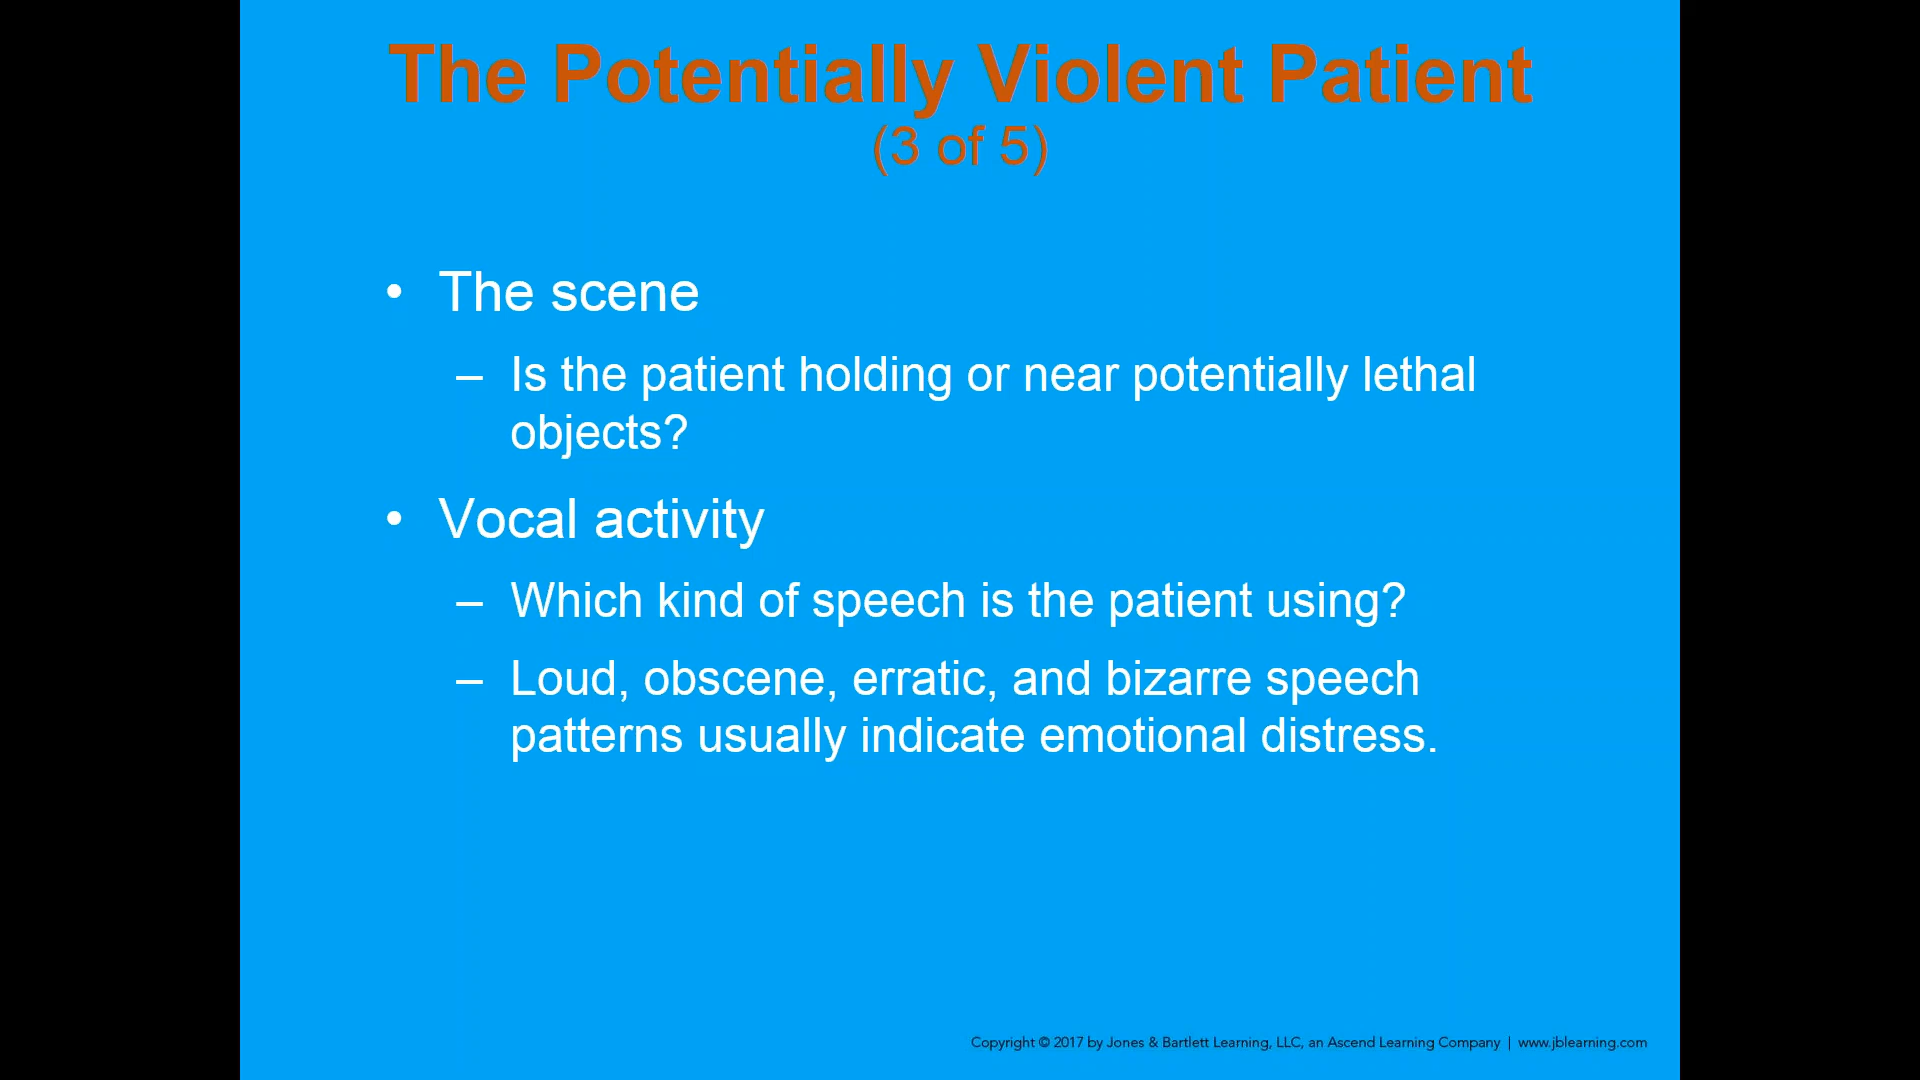 The Potentially Violent Patient
(3 of 5)
• The scene
– Is the patient holding or near potentially lethal
objects?
• Vocal activity
– Which kind of speech is the patient using?
– Loud, obscene, erratic, and bizarre speech
patterns usually indicate emotional distress.
Copyright © 2017 by Jones & Bartlett Learning, LLC, an Ascend Learning Company | www.jblearning.com